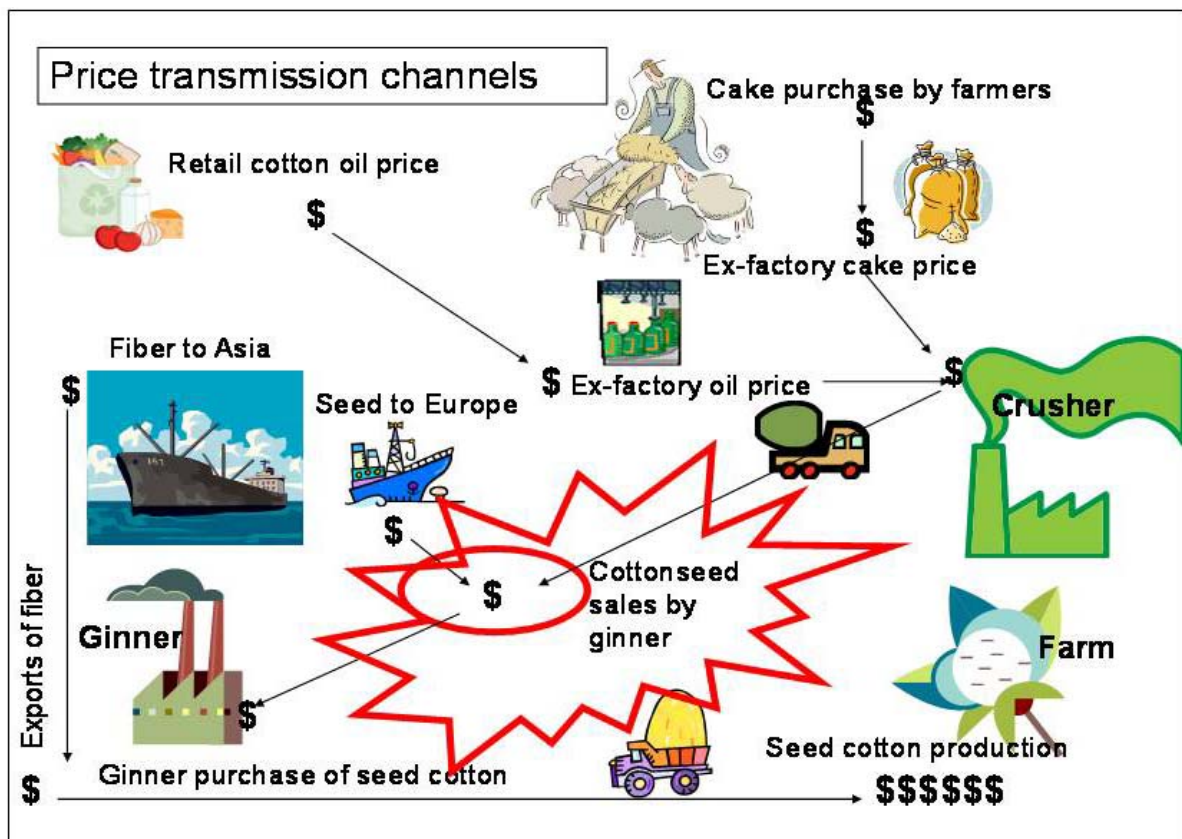 Price transmission channels
Cake purchase by farmers
$
Retail cotton oil price
$
$
Ex-factory cake price
Fiber to Asia
$
Seed to Europe
$ Ex-factory oil price
$
Crusher
$
$
Cottonseed
sales by
ginner
Ginner
$
Farm
Exports of fiber
Seed cotton production
Ginner purchase of seed cotton
$
$$$$$$